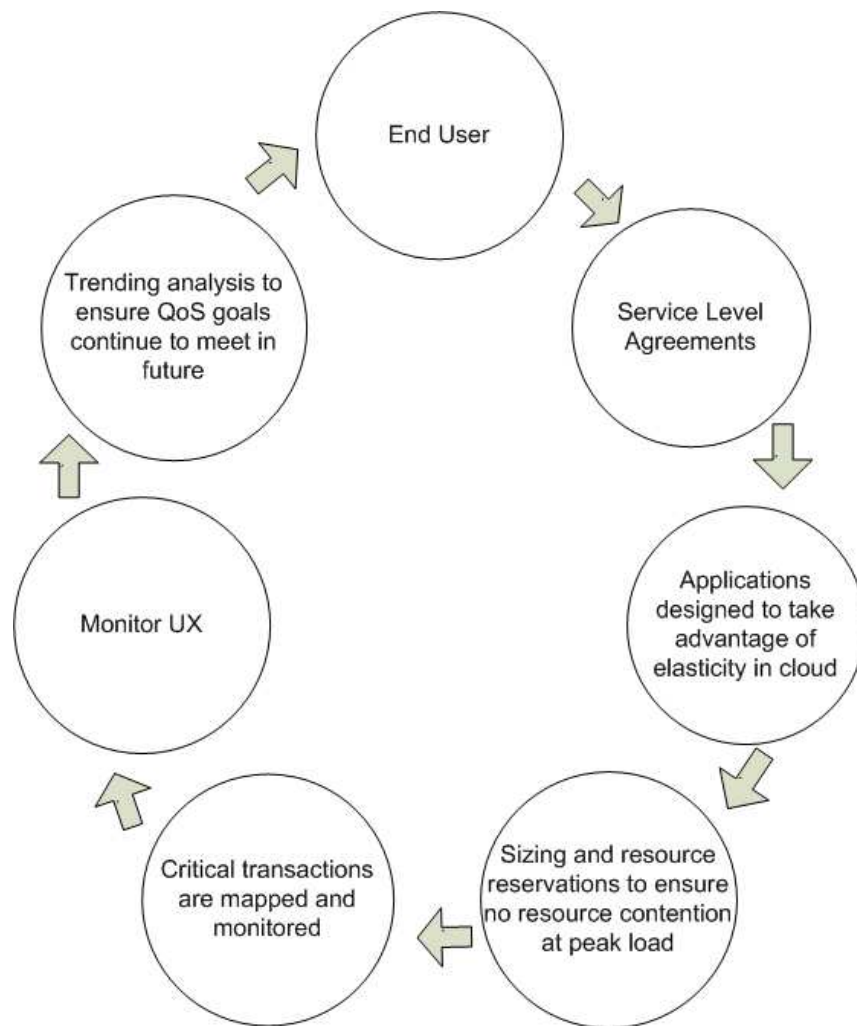 End User
Service Level
Agreements
Applications
designed to take
advantage of
elasticity in cloud
Sizing and resource
reservations to ensure
no resource contention
at peak load
Critical transactions
are mapped and
monitored
Monitor UX
Trending analysis to
ensure QoS goals
continue to meet in
future